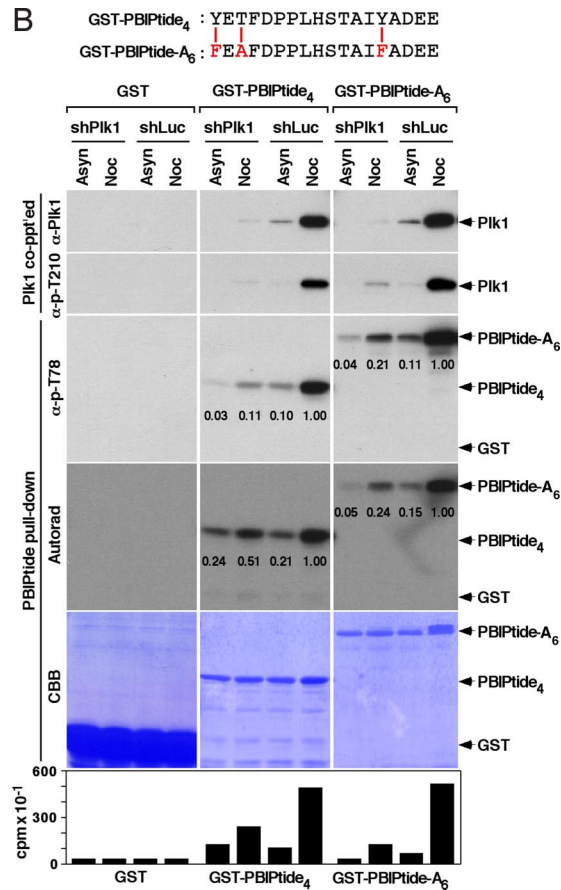 B
GST-PBIPtide4 : YETFDPPLHSTAIYADEE
GST-PBIPtide-A6 : FEAFDPPLHSTAIFADEE
GST GST-PBIPtide4 GST-PBIPtide-A6
shPlk1 shLuc shPlk1 shLuc shPlk1 shLuc
Asyn Noc Asyn Noc Asyn Noc Asyn Noc Asyn Noc Asyn Noc
Plk1 co-ppt'ed
α-Plk1
Plk1
α-p-T210
Plk1
PBIPtide pull-down
α-p-T78
PBIPtide-A6
0.04 0.21 0.11 1.00
PBIPtide4
0.03 0.11 0.10 1.00
GST
Autorad
PBIPtide-A6
0.05 0.24 0.15 1.00
PBIPtide4
0.24 0.51 0.21 1.00
GST
CBB
PBIPtide-A6
PBIPtide4
GST
cpm x 10-1
600
300
0
GST GST-PBIPtide4 GST-PBIPtide-A6